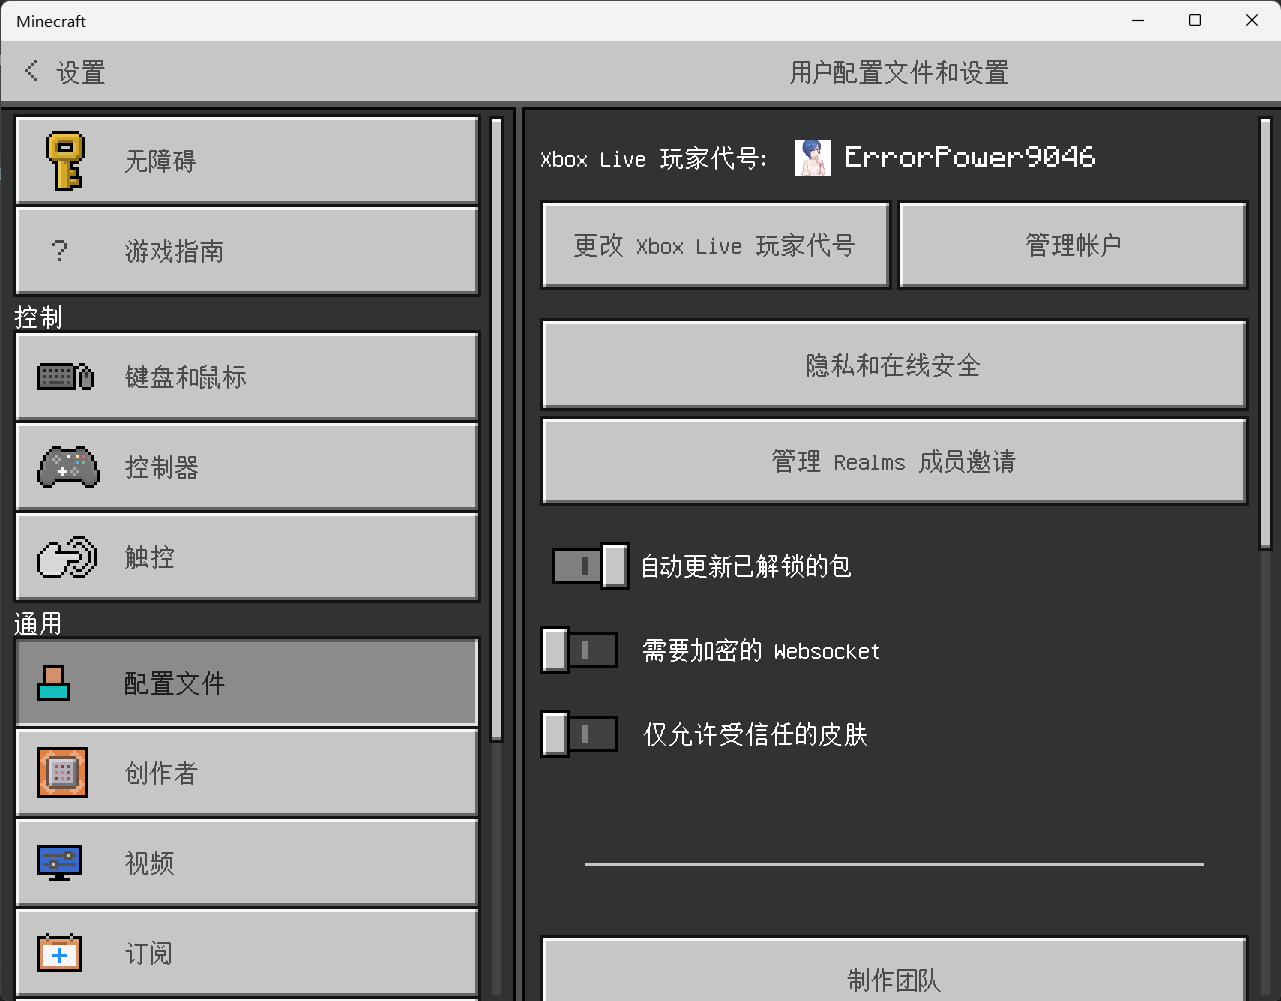 Minecraft
设置
用户配置文件和设置
无障碍
游戏指南
控制
键盘和鼠标
控制器
触控
通用
配置文件
创作者
视频
订阅
Xbox Live 玩家代号: ErrorPower9046
更改 Xbox Live 玩家代号
管理帐户
隐私和在线安全
管理 Realms 成员邀请
自动更新已解锁的包
需要加密的 Websocket
仅允许受信任的皮肤
制作团队